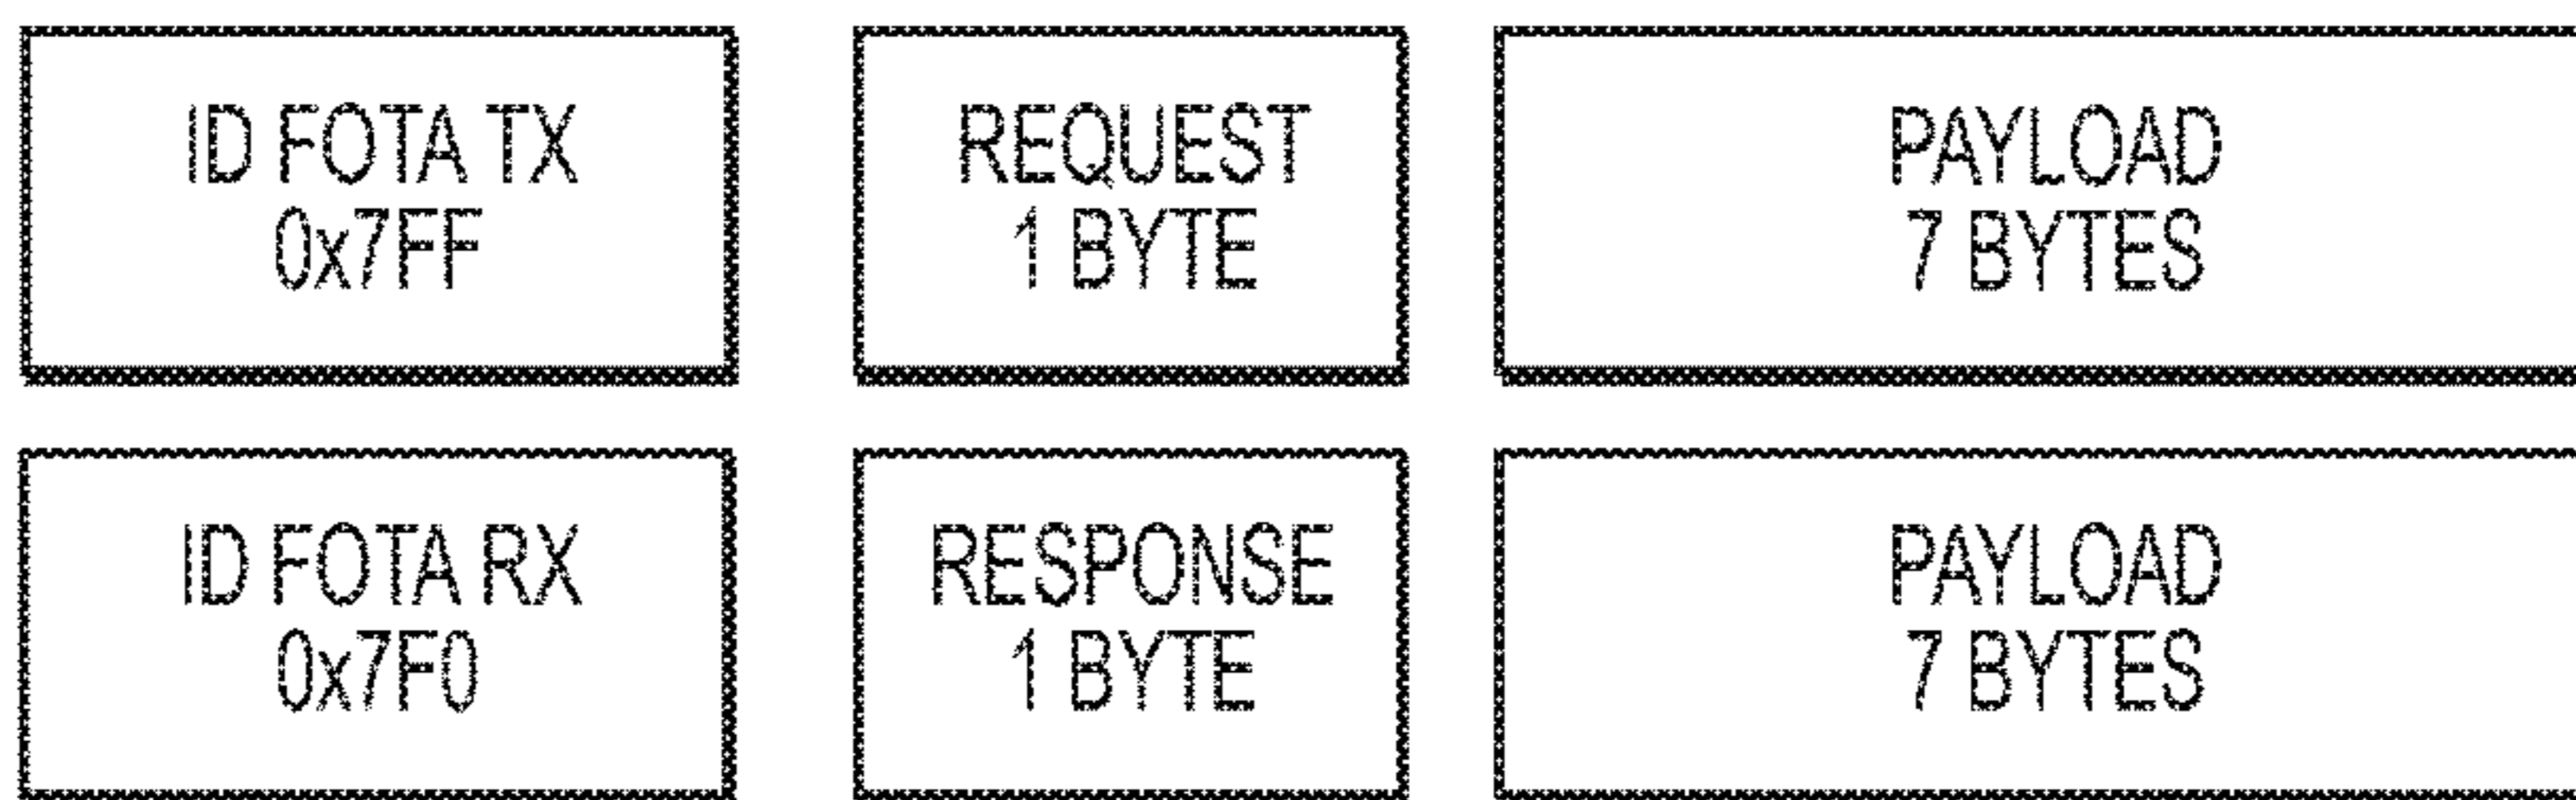 ID FOTA TX
0x7FF
REQUEST
1 BYTE
PAYLOAD
7 BYTES
ID FOTA RX
0x7F0
RESPONSE
1 BYTE
PAYLOAD
7 BYTES